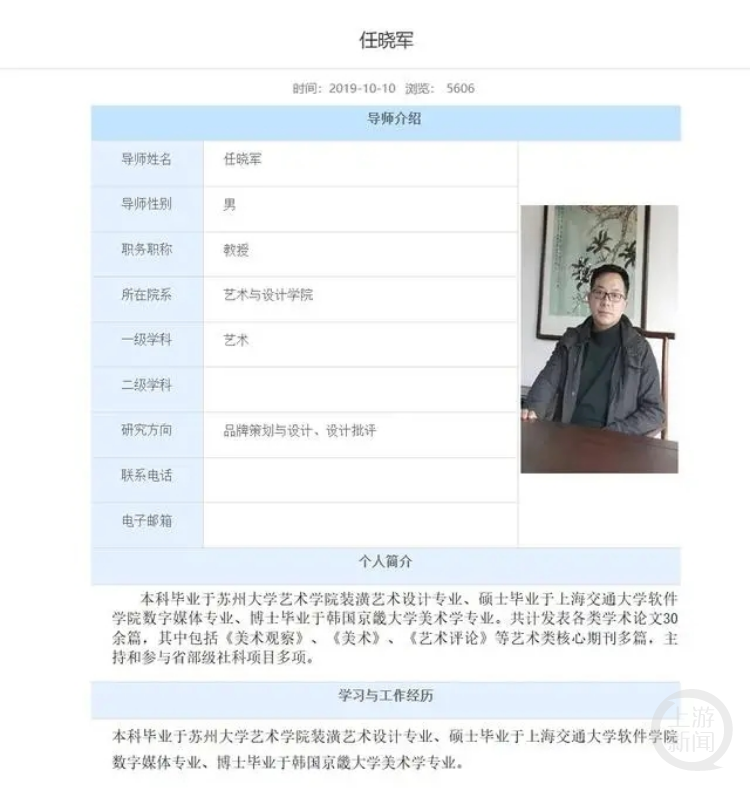 任晓军
时间：2019-10-10 浏览： 5606
导师介绍
导师姓名 任晓军
导师性别 男
职务职称 教授
所在院系 艺术与设计学院
一级学科 艺术
二级学科
研究方向 品牌策划与设计、设计批评
联系电话
电子邮箱
个人简介
本科毕业于苏州大学艺术学院装潢艺术设计专业、硕士毕业于上海交通大学软件
学院数字媒体专业、博士毕业于韩国京畿大学美术学专业。共计发表各类学术论文30
余篇，其中包括《美术观察》、《美术》、《艺术评论》等艺术类核心期刊多篇，主
持和参与省部级社科项目多项。
学习与工作经历
本科毕业于苏州大学艺术学院装潢艺术设计专业、硕士毕业于上海交通大学软件学院
数字媒体专业、博士毕业于韩国京畿大学美术学专业。
上游
新闻